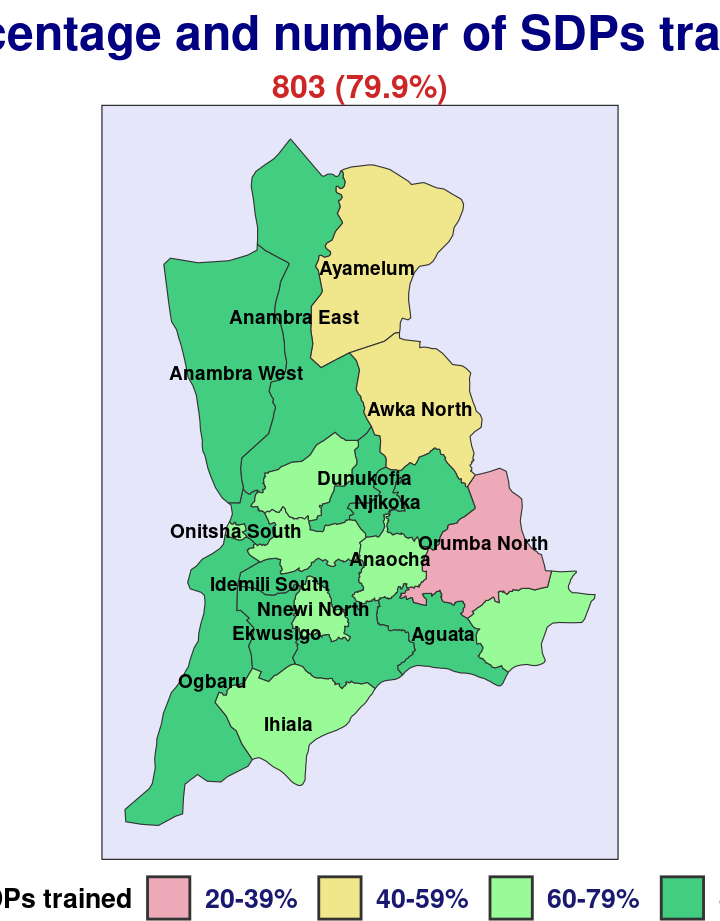 centage and number of SDPs tra
803 (79.9%)
Ayamelum
Anambra East
Anambra West
Awka North
Dunukofia
Njikoka
Onitsha South
Orumba North
Anaocha
Idemili South
Nnewi North
Ekwusigo
Aguata
Ogbaru
Ihiala
DPs trained 20-39% 40-59% 60-79%